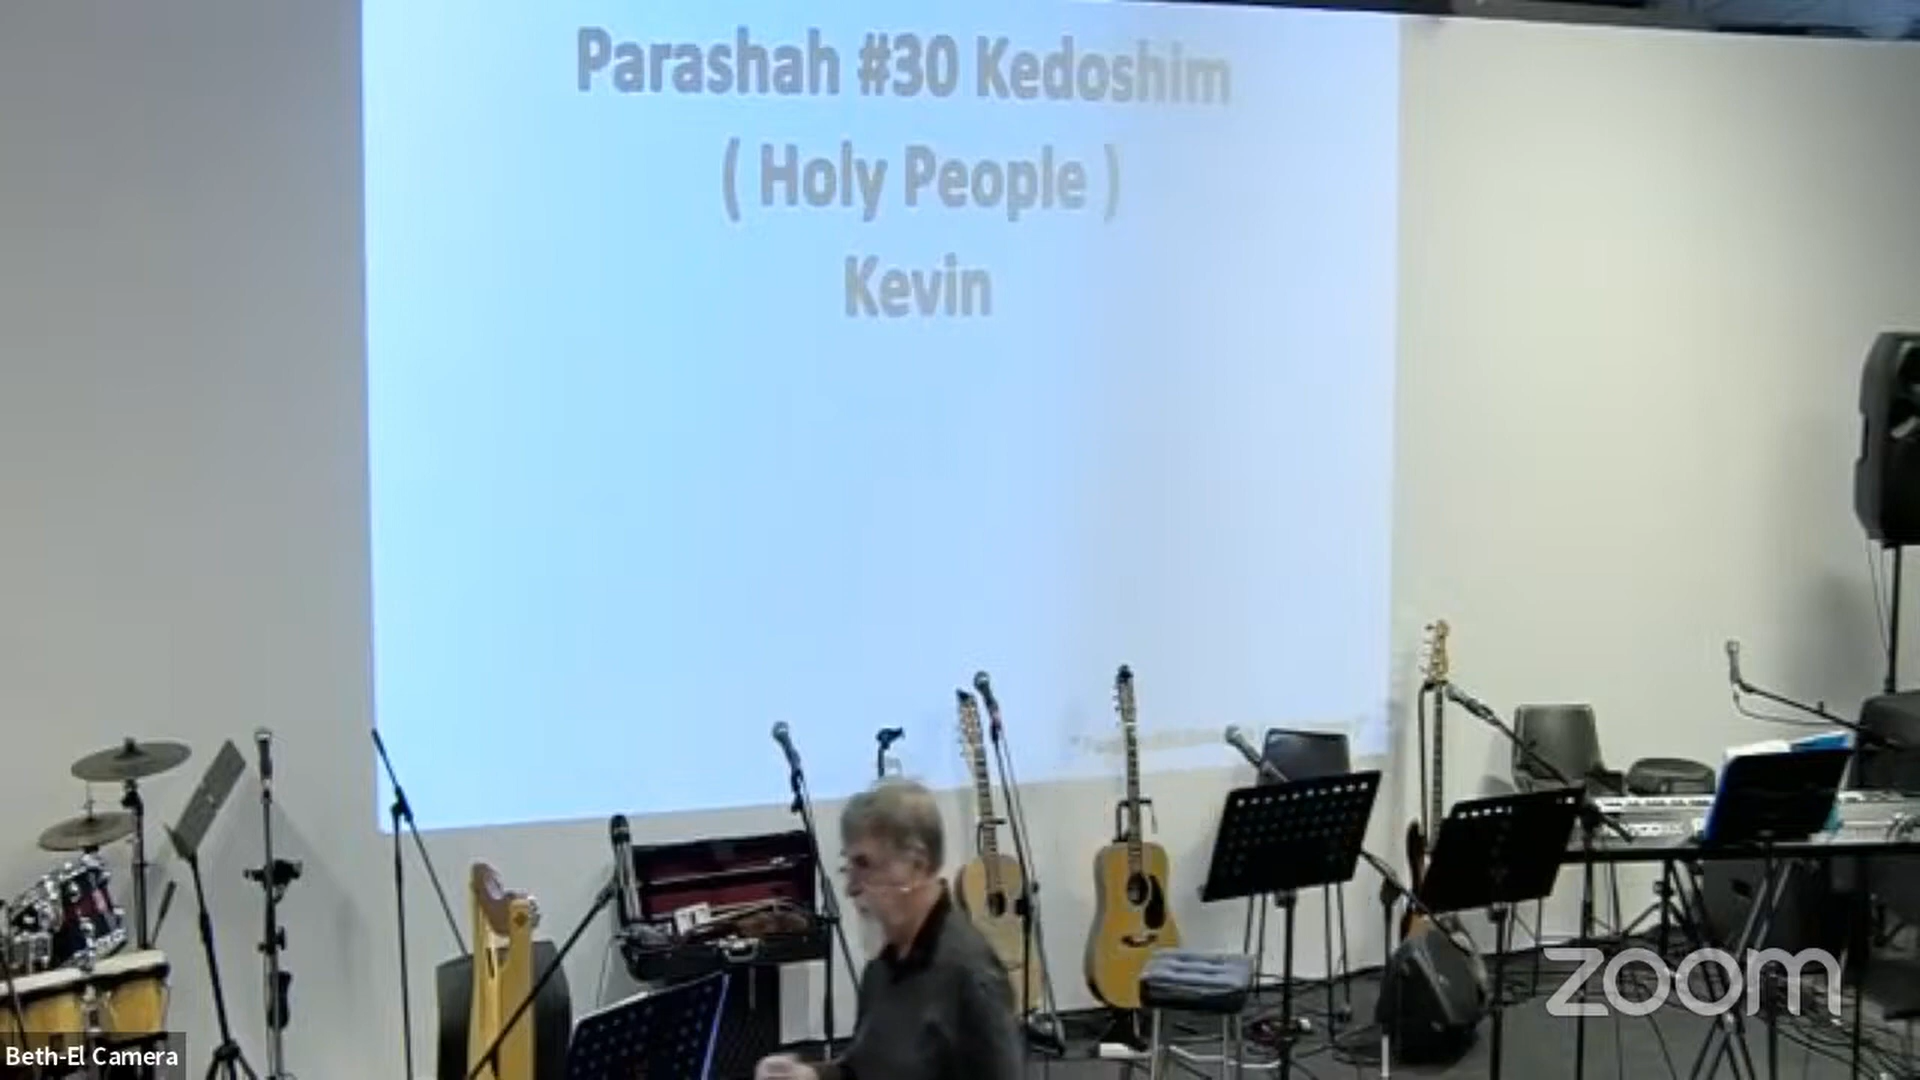 Parashah #30 Kedoshim
( Holy People )
Kevin
zoom
Beth-El Camera